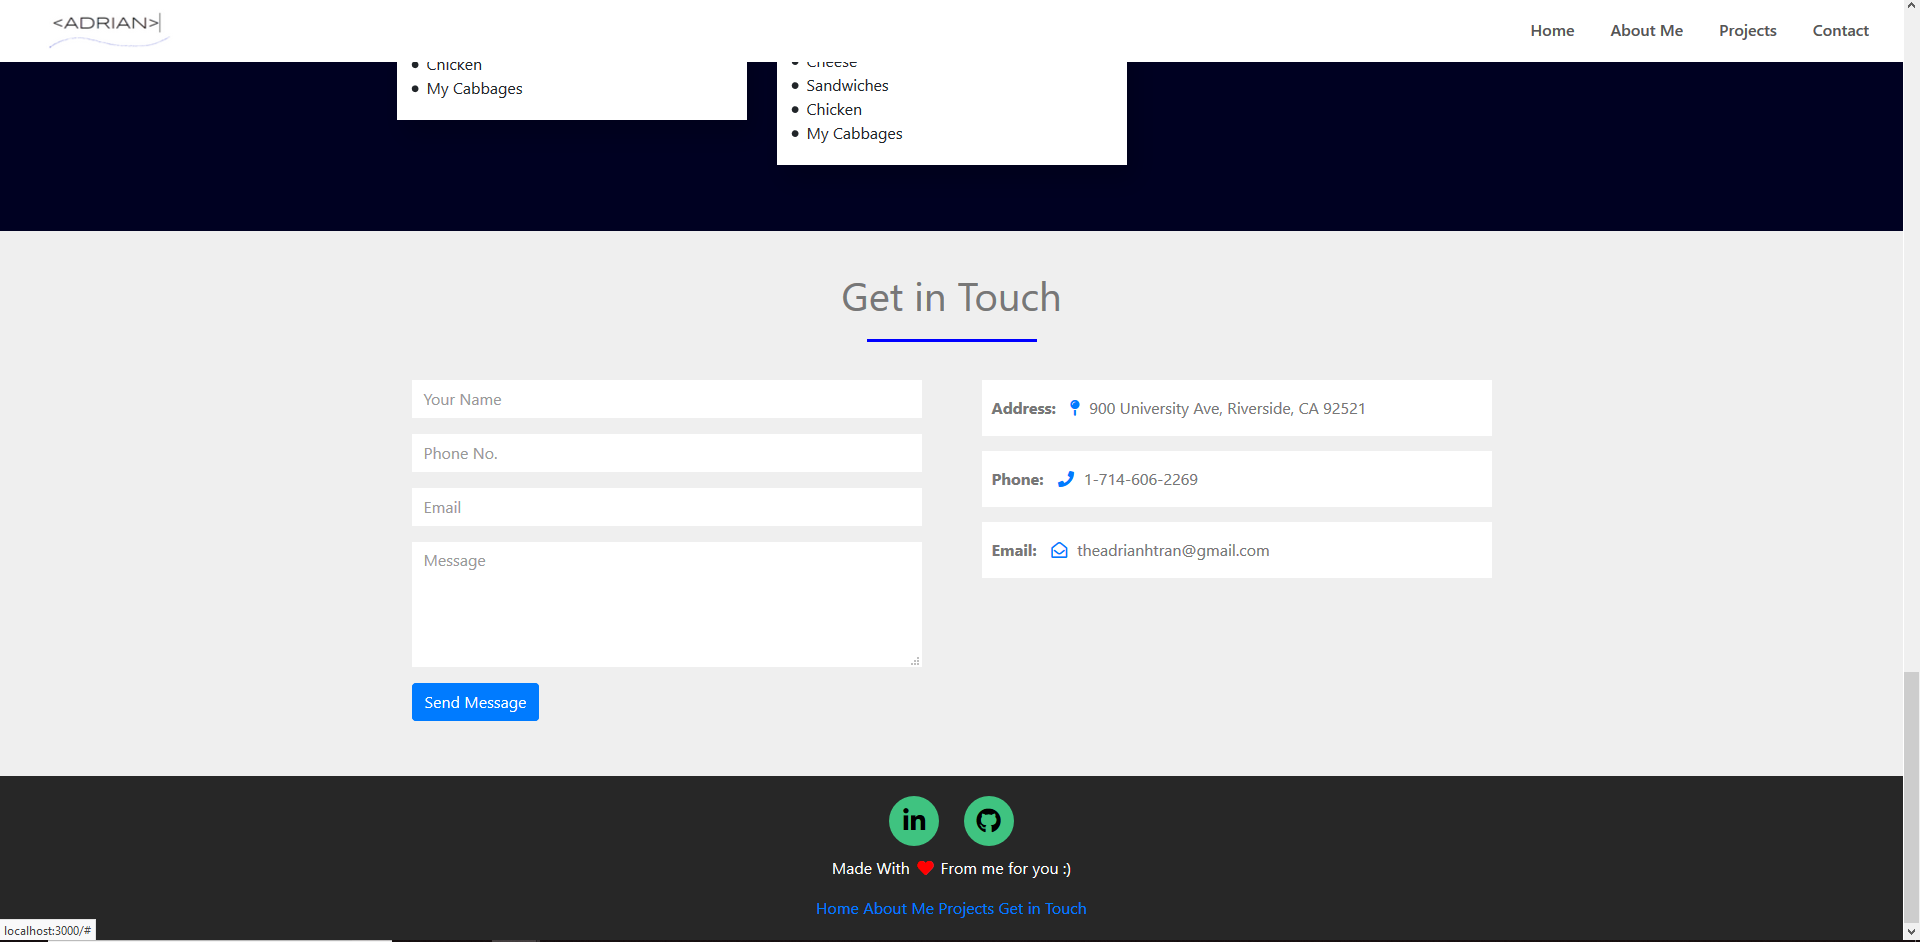 <ADRIAN>|
Home About Me Projects Contact
Chicken
My Cabbages
Cheese
Sandwiches
Chicken
My Cabbages
Get in Touch
Your Name
Phone No.
Email
Message
Send Message
Address: 900 University Ave, Riverside, CA 92521
Phone: 1-714-606-2269
Email: theadrianhtran@gmail.com
in
Made With From me for you :)
Home About Me Projects Get in Touch
localhost:3000/#